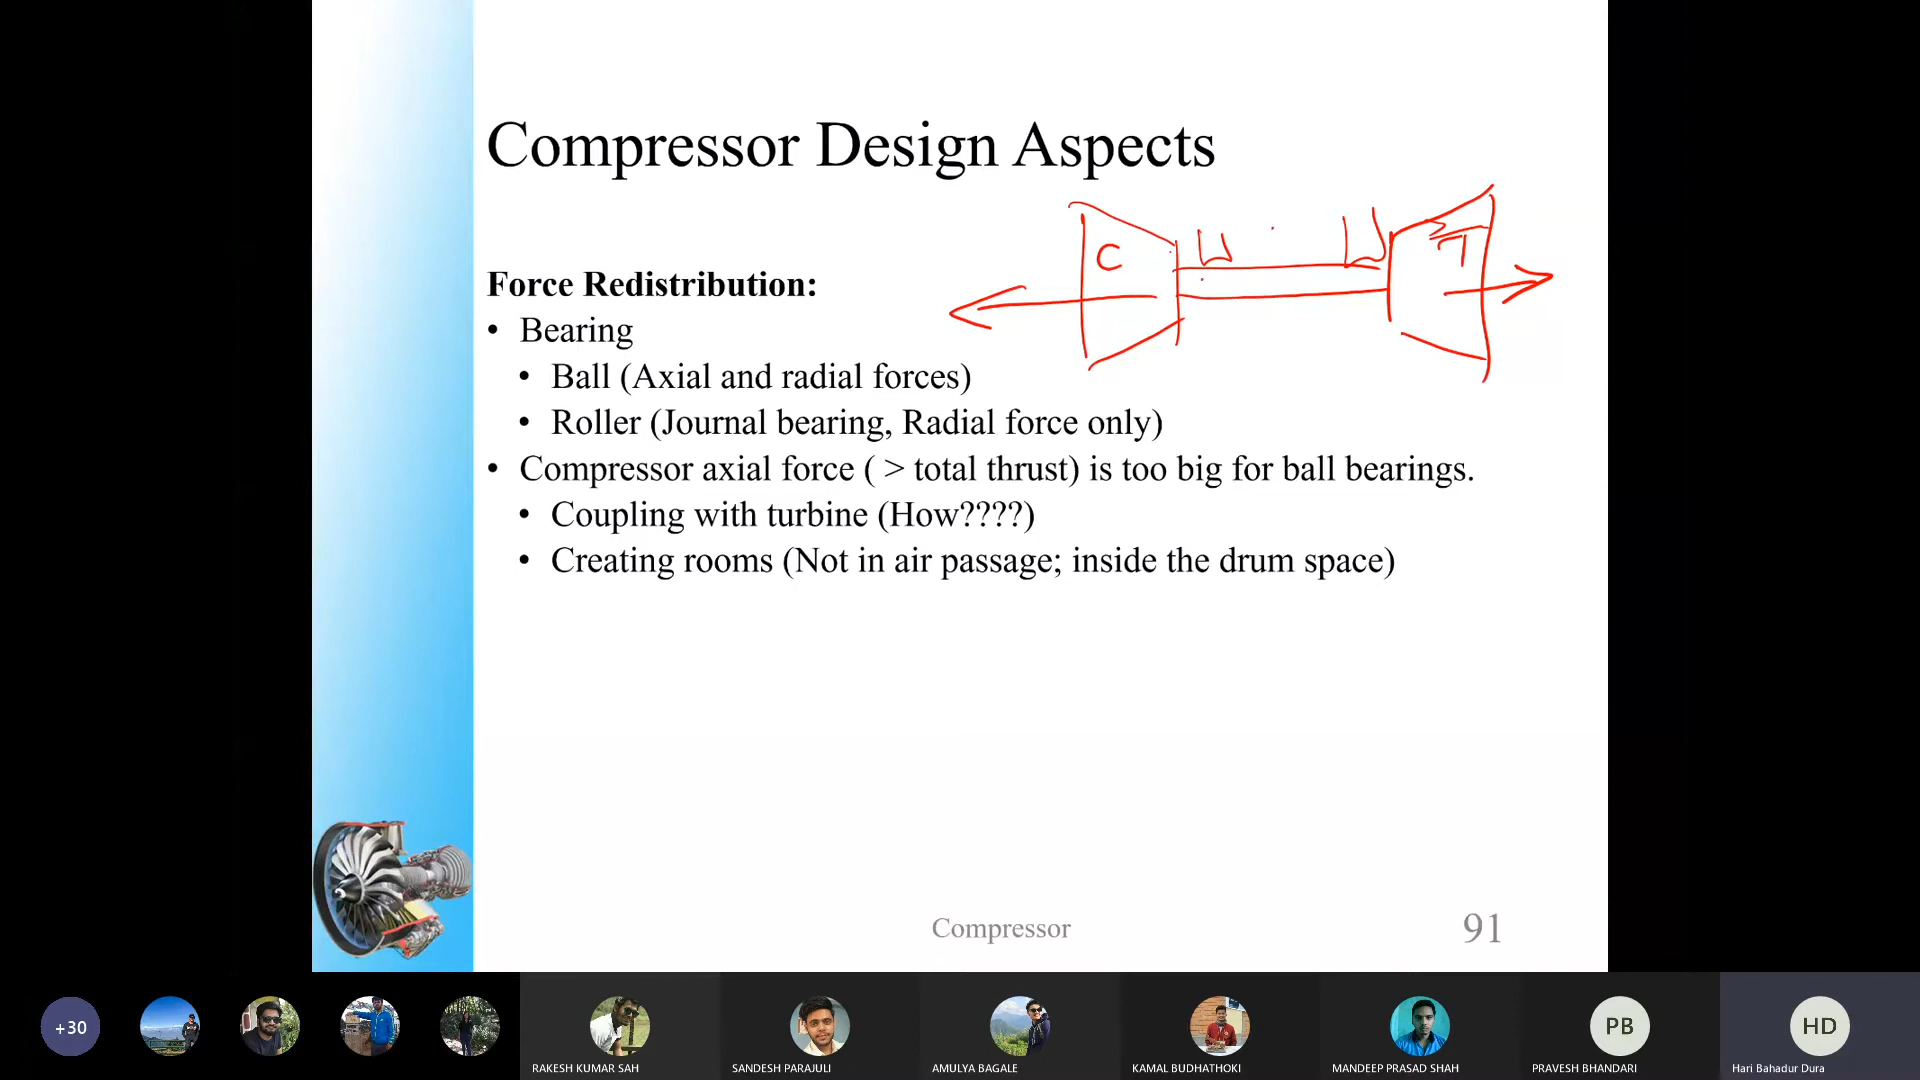 Compressor Design Aspects
C
T
Force Redistribution:
• Bearing
• Ball (Axial and radial forces)
• Roller (Journal bearing, Radial force only)
• Compressor axial force ( > total thrust) is too big for ball bearings.
• Coupling with turbine (How????)
• Creating rooms (Not in air passage; inside the drum space)
Compressor
91
+30
PB
HD
RAKESH KUMAR SAH
SANDESH PARAJULI
AMULYA BAGALE
KAMAL BUDHATHOKI
MANDEEP PRASAD SHAH
PRAVESH BHANDARI
Hari Bahadur Dura